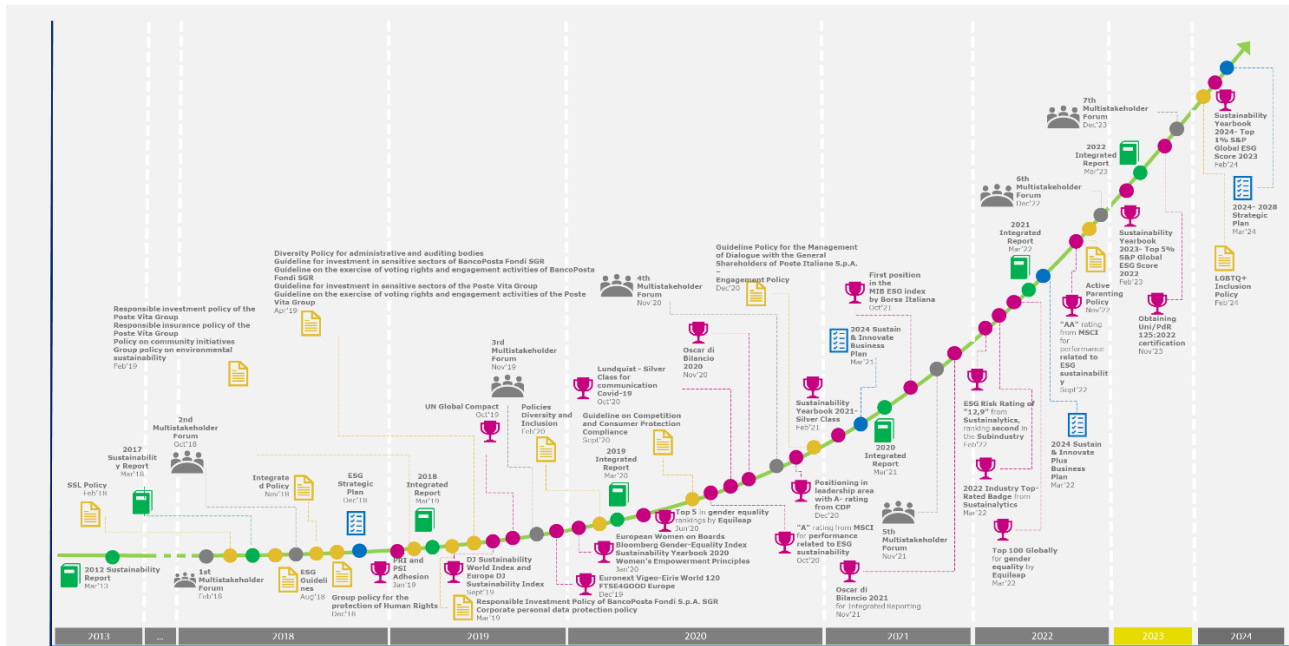 2012 Sustainability
Report
Mar'13
SSL Policy
Feb'18
2017
Sustainabilit
y Report
Mar'18
1st
Multistakeholder
Forum
Feb'18
2nd
Multistakeholder
Forum
Oct'18
Responsible investment policy of the
Poste Vita Group
Responsible insurance policy of the
Poste Vita Group
Policy on community initiatives
Group policy on environmental
sustainability
Feb'19
Integrate
d Policy
Nov'18
ESG
Guideli
nes
Aug'18
ESG
Strategic
Plan
Dec'18
Group policy for the
protection of Human Rights
Diversity Policy for administrative and auditing bodies
Guideline for investment in sensitive sectors of BancoPosta Fondi SGR
Guideline on the exercise of voting rights and engagement activities of BancoPosta
Fondi SGR
Guideline for investment in sensitive sectors of the Poste Vita Group
Guideline on the exercise of voting rights and engagement activities of the Poste
Vita Group
Apr'19
2018
Integrated
Report
Mar'19
PRI and
PSI
Adhesion
Jan'19
DJ Sustainability
World Index and
Europe DJ
Sustainability Index
Sept'19
Responsible Investment Policy of BancoPosta Fondi S.p.A. SGR
Corporate personal data protection policy
Mar'19
UN Global Compact
Oct'19
3rd
Multistakeholder
Forum
Nov'19
Policies
Diversity and
Inclusion
Feb'20
Euronext Vigeo-Eiris World 120
FTSE4GOOD Europe
Dec'19
European Women on Boards
Bloomberg Gender-Equality Index
Sustainability Yearbook 2020
Women's Empowerment Principles
Jan'20
2019
Integrated
Report
Mar'20
Top 5 in gender equality
rankings by Equileap
Jun'20
Guideline on Competition
and Consumer Protection
Compliance
Sept'20
Lundquist - Silver
Class for
communication
Covid-19
Oct'20
4th
Multistakeholder
Forum
Nov'20
Oscar di
Bilancio
2020
Nov'20
Guideline Policy for the Management
of Dialogue with the General
Shareholders of Poste Italiane S.p.A.
–
Engagement Policy
Dec'20
"A" rating from MSCI
for performance
related to ESG
sustainability
Oct'20
Positioning in
leadership area
with A- rating
from CDP
Dec'20
Sustainability
Yearbook 2021-
Silver Class
Feb'21
2024 Sustain
& Innovate
Business
Plan
Mar'21
2020
Integrated
Report
Mar'21
First position
in the
MIB ESG index
by Borsa Italiana
Oct'21
5th
Multistakeholder
Forum
Nov'21
Oscar di
Bilancio 2021
for Integrated Reporting
Nov'21
ESG Risk Rating of
"12,9" from
Sustainalytics,
ranking second in
the Subindustry
Feb'22
2022 Industry Top-
Rated Badge from
Sustainalytics
Mar'22
Top 100 Globally
for gender
equality by
Equileap
Mar'22
2021
Integrated
Report
Mar'22
2024 Sustain
& Innovate
Plus
Business
Plan
Mar'22
"AA" rating
from MSCI
for
performance
related to
ESG
sustainabilit
y
Sept'22
Active
Parenting
Policy
Nov'22
6th
Multistakeholder
Forum
Dec'22
Sustainability
Yearbook
2023- Top 5%
S&P Global
ESG Score
2022
Feb'23
2022
Integrated
Report
Mar'23
Obtaining
Uni/PdR
125:2022
certification
Nov'23
7th
Multistakeholder
Forum
Dec'23
Sustainability
Yearbook
2024- Top
1% S&P
Global ESG
Score 2023
Feb'24
2024- 2028
Strategic
Plan
Mar'24
LGBTQ+
Inclusion
Policy
Feb'24
2013
...
2018
2019
2020
2021
2022
2023
2024